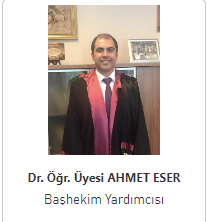 Dr. Öğr. Üyesi AHMET ESER
Başhekim Yardımcısı